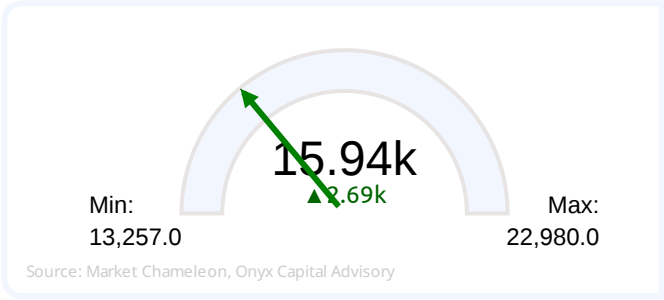 15.94k
▲2.69k
Min:
13,257.0
Max:
22,980.0
Source: Market Chameleon, Onyx Capital Advisory